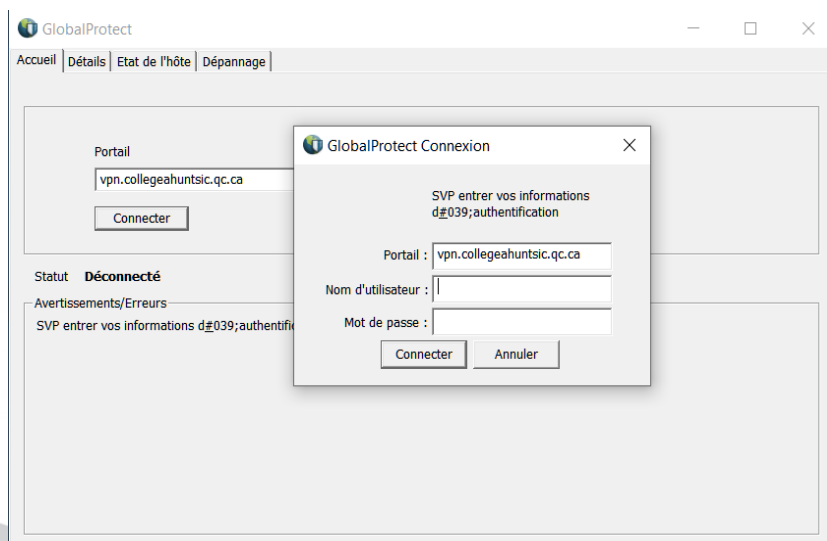 GlobalProtect
Accueil Détails Etat de l'hôte Dépannage
Portail
vpn.collegeahuntsic.qc.ca
Connecter
Statut Déconnecté
Avertissements/Erreurs
SVP entrer vos informations d#039;authentifi
GlobalProtect Connexion
SVP entrer vos informations
d#039;authentification
Portail : vpn.collegeahuntsic.qc.ca
Nom d'utilisateur :
Mot de passe :
Connecter Annuler